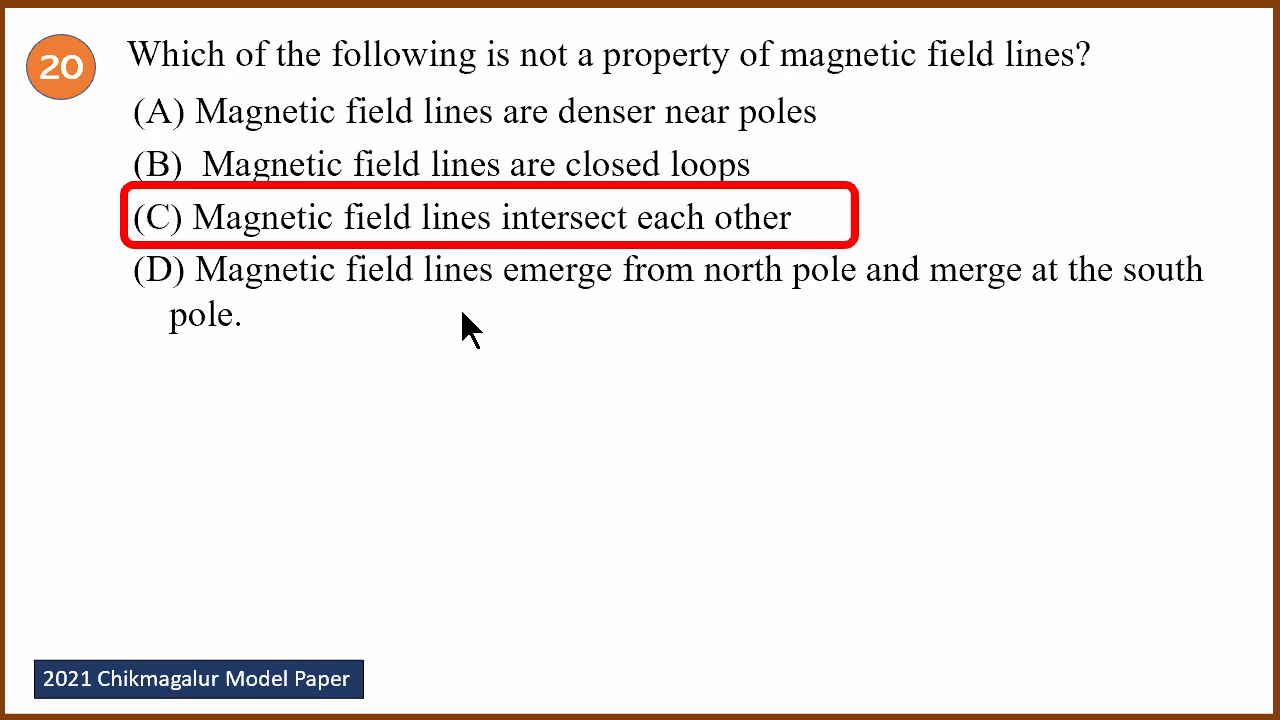 20
Which of the following is not a property of magnetic field lines?
(A) Magnetic field lines are denser near poles
(B) Magnetic field lines are closed loops
(C) Magnetic field lines intersect each other
(D) Magnetic field lines emerge from north pole and merge at the south
pole.
2021 Chikmagalur Model Paper